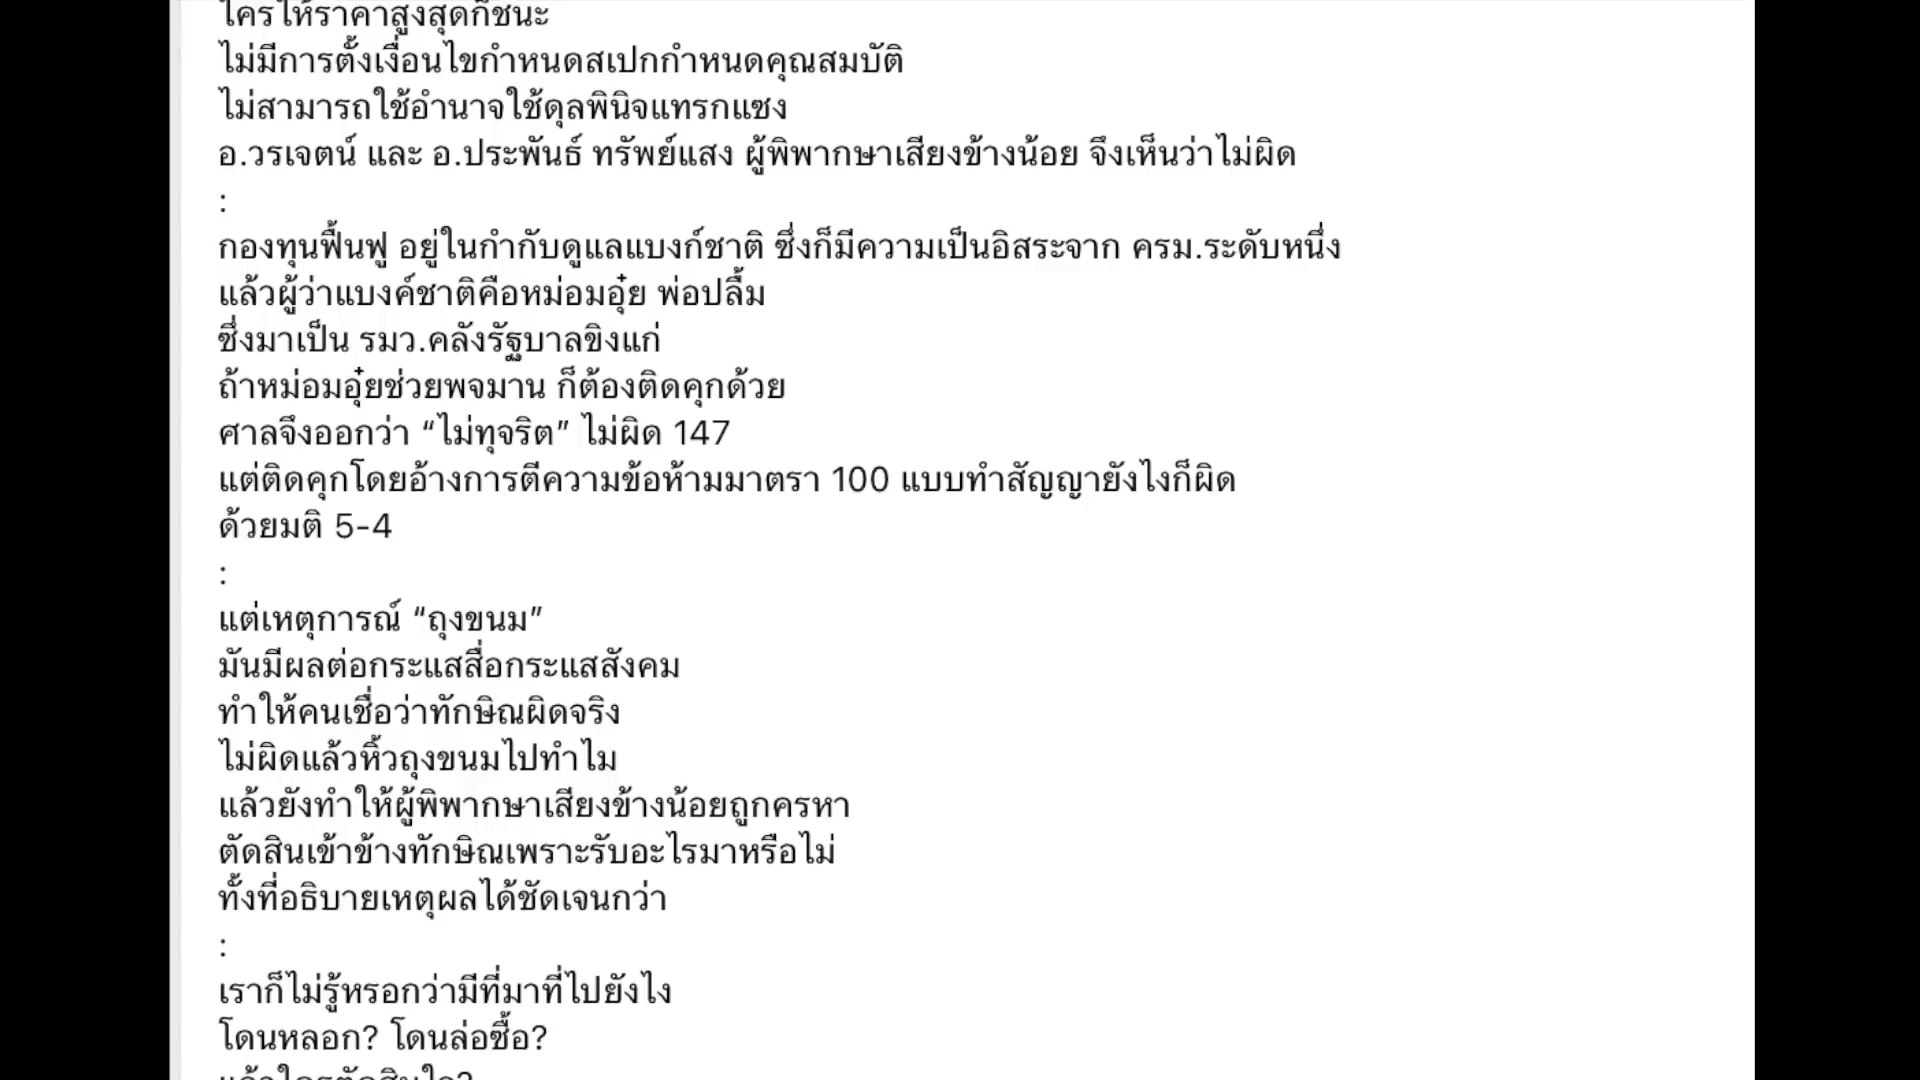 ใครให้ราคาสูงสุดก็ชนะ
ไม่มีการตั้งเงื่อนไขกำหนดสเปกกำหนดคุณสมบัติ
ไม่สามารถใช้อำนาจใช้ดุลพินิจแทรกแซง
อ.วรเจตน์ และ อ.ประพันธ์ ทรัพย์แสง ผู้พิพากษาเสียงข้างน้อย จึงเห็นว่าไม่ผิด
:
กองทุนฟื้นฟู อยู่ในกำกับดูแลแบงก์ชาติ ซึ่งก็มีความเป็นอิสระจาก ครม.ระดับหนึ่ง
แล้วผู้ว่าแบงค์ชาติคือหม่อมอุ๋ย พ่อปลื้ม
ซึ่งมาเป็น รมว.คลังรัฐบาลขิงแก่
ถ้าหม่อมอุ๋ยช่วยพจมาน ก็ต้องติดคุกด้วย
ศาลจึงออกว่า “ไม่ทุจริต” ไม่ผิด 147
แต่ติดคุกโดยอ้างการตีความข้อห้ามมาตรา 100 แบบทำสัญญายังไงก็ผิด
ด้วยมติ 5-4
:
แต่เหตุการณ์ “ถุงขนม”
มันมีผลต่อกระแสสื่อกระแสสังคม
ทำให้คนเชื่อว่าทักษิณผิดจริง
ไม่ผิดแล้วหิ้วถุงขนมไปทำไม
แล้วยังทำให้ผู้พิพากษาเสียงข้างน้อยถูกครหา
ตัดสินเข้าข้างทักษิณเพราะรับอะไรมาหรือไม่
ทั้งที่อธิบายเหตุผลได้ชัดเจนกว่า
:
เราก็ไม่รู้หรอกว่ามีที่มาที่ไปยังไง
โดนหลอก? โดนล่อซื้อ?
แล้วใครตัดสินใจ?